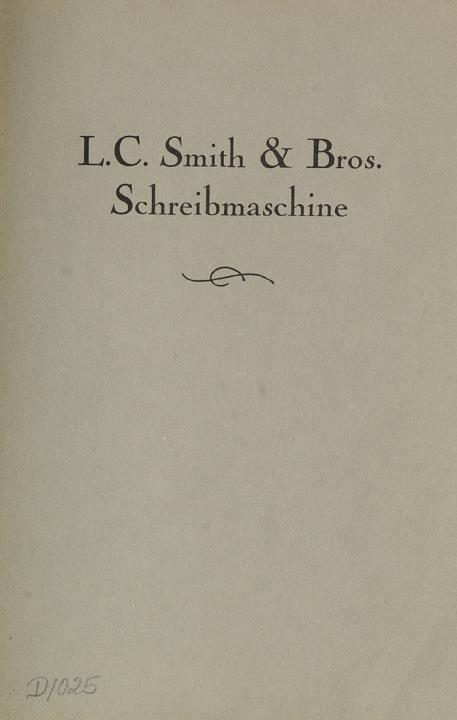 L.C. Smith & Bros.
Schreibmaschine
D/025